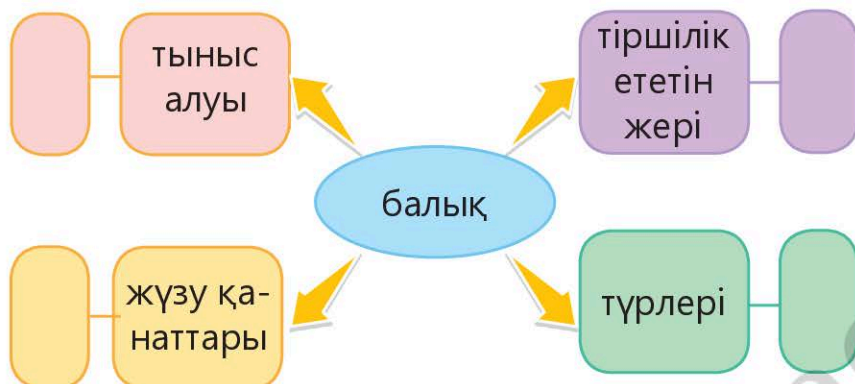 тыныс
алуы
тіршілік
ететін
жері
балық
жүзу қа-
наттары
түрлері